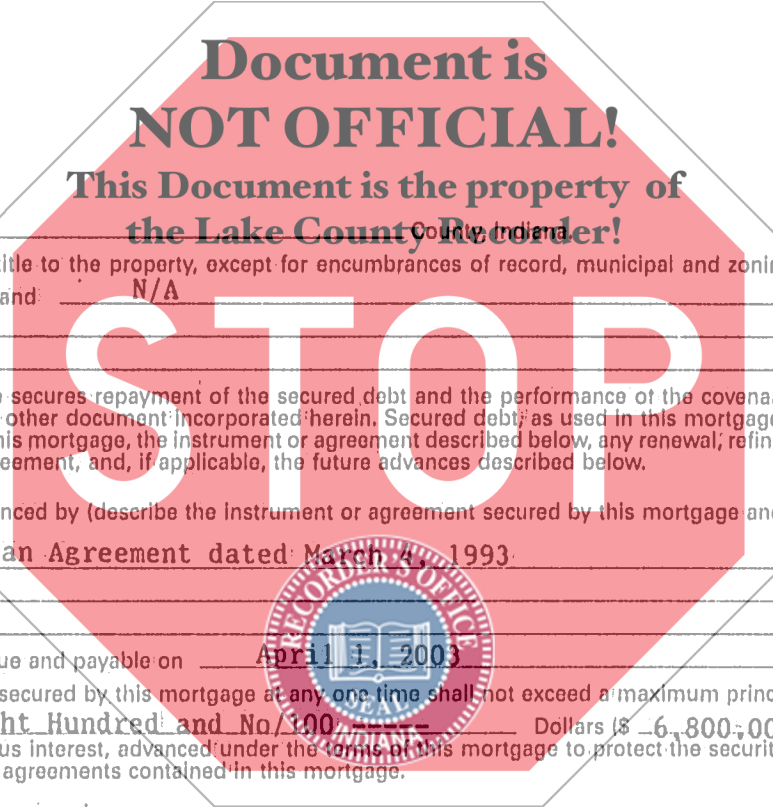 Document is
NOT OFFICIAL!
This Document is the property of
the Lake County Recorder!
County, Indiana
title to the property, except for encumbrances of record, municipal and zonin
and N/A
STOP
secures repayment of the secured debt and the performance of the covena
other document incorporated herein. Secured debt, as used in this mortgage
his mortgage, the instrument or agreement described below, any renewal, refin
eement, and, if applicable, the future advances described below.
nced by (describe the instrument or agreement secured by this mortgage and
an Agreement dated March 4, 1993
RECORDER'S OFFICE
ue and payable on April 1, 2003
secured by this mortgage at any one time shall not exceed a maximum princ
SEAL
ht Hundred and No/100 ----- Dollars ($ 6,800.00
INDIANA
us interest, advanced under the terms of this mortgage to protect the securit
agreements contained in this mortgage.